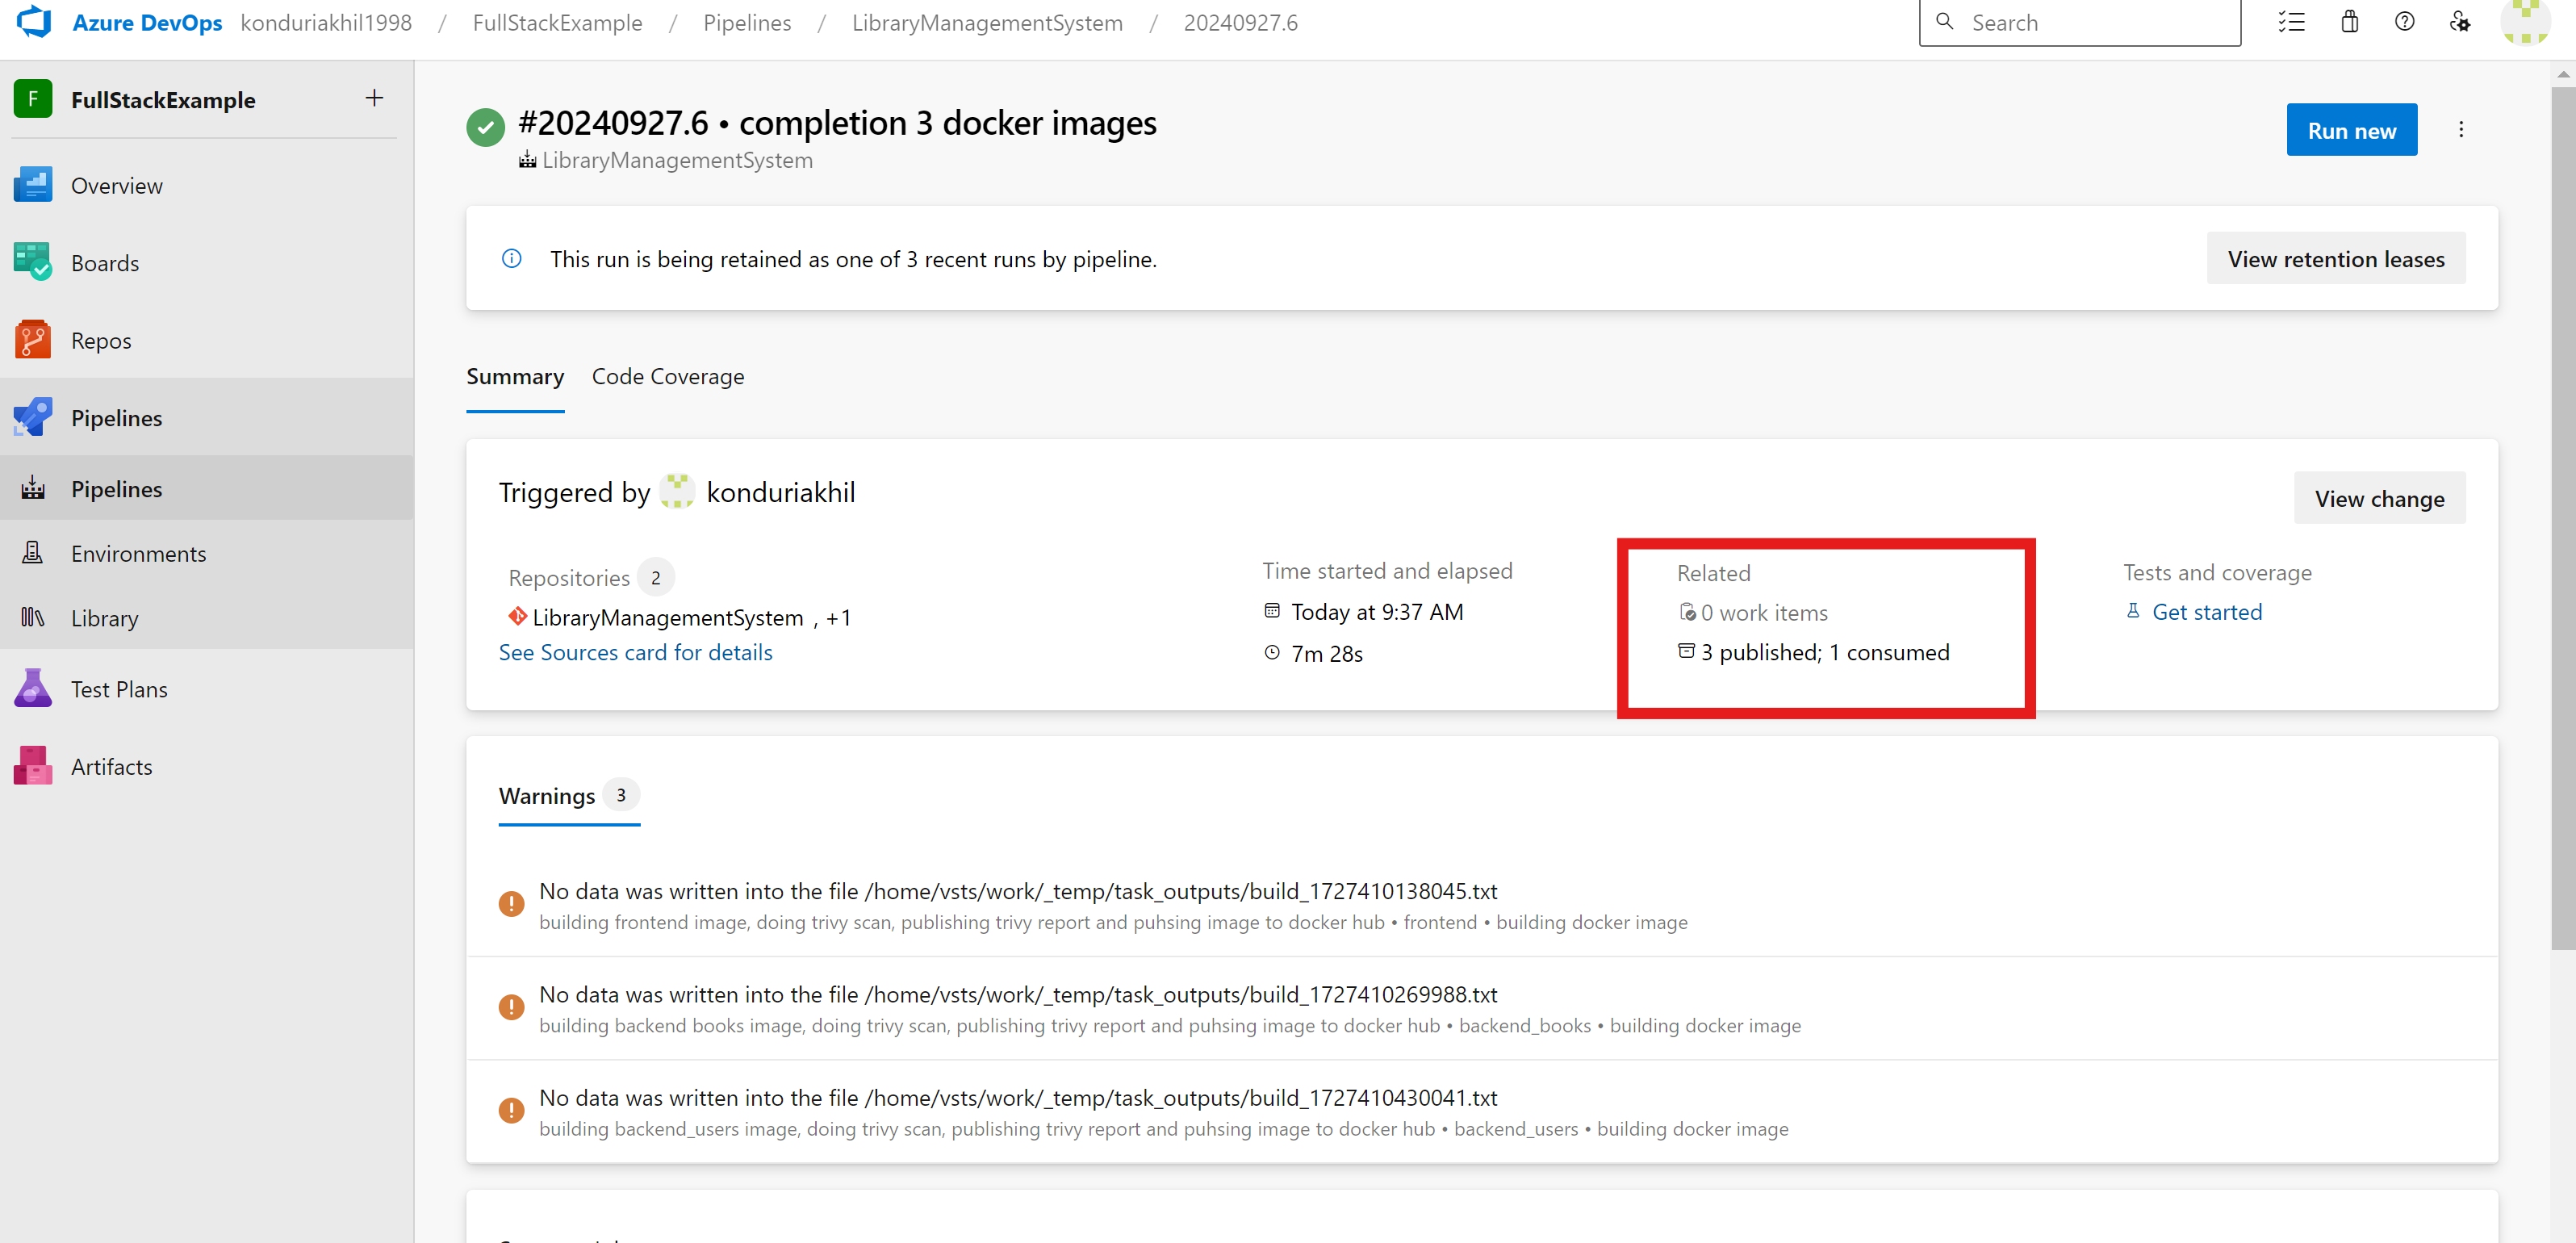 Azure DevOps konduriakhil1998 / FullStackExample / Pipelines / LibraryManagementSystem / 20240927.6
Search
F FullStackExample
Overview
Boards
Repos
Pipelines
Pipelines
Environments
Library
Test Plans
Artifacts
#20240927.6 • completion 3 docker images
LibraryManagementSystem
Run new
This run is being retained as one of 3 recent runs by pipeline.
View retention leases
Summary Code Coverage
Triggered by konduriakhil
View change
Repositories 2
LibraryManagementSystem , +1
See Sources card for details
Time started and elapsed
Today at 9:37 AM
7m 28s
Related
0 work items
3 published; 1 consumed
Tests and coverage
Get started
Warnings 3
No data was written into the file /home/vsts/work/_temp/task_outputs/build_1727410138045.txt
building frontend image, doing trivy scan, publishing trivy report and puhsing image to docker hub • frontend • building docker image
No data was written into the file /home/vsts/work/_temp/task_outputs/build_1727410269988.txt
building backend books image, doing trivy scan, publishing trivy report and puhsing image to docker hub • backend_books • building docker image
No data was written into the file /home/vsts/work/_temp/task_outputs/build_1727410430041.txt
building backend_users image, doing trivy scan, publishing trivy report and puhsing image to docker hub • backend_users • building docker image